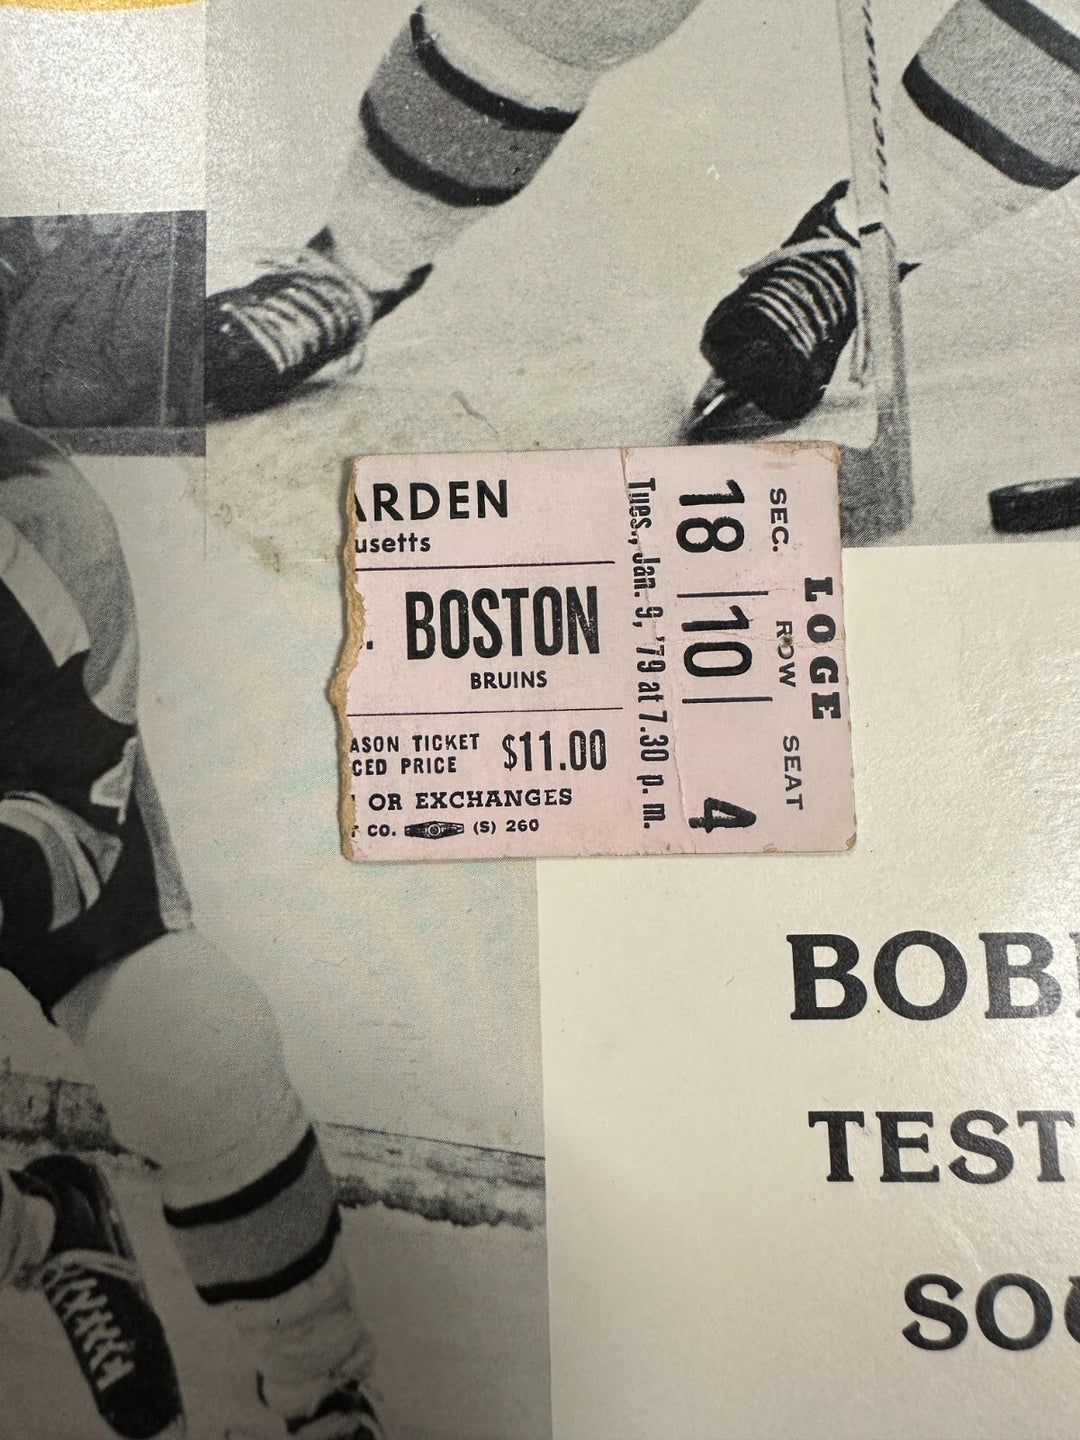 ARDEN
usetts
BOSTON
BRUINS
ASON TICKET
CED PRICE
$11.00
OR EXCHANGES
CO. (S) 260
Tues., Jan. 9, '79 at 7.30 p. m.
18 10 4
SEC. ROW SEAT
LOGE
BOB
TEST
SO